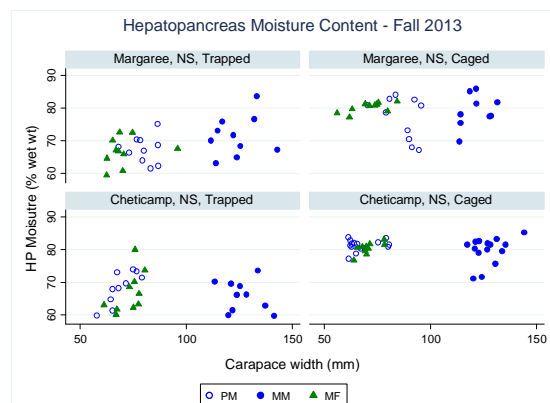 Hepatopancreas Moisture Content - Fall 2013
Margaree, NS, Trapped
Margaree, NS, Caged
90
80
70
60
Cheticamp, NS, Trapped
Cheticamp, NS, Caged
90
80
70
60
HP Moisutre (% wet wt)
50
100
150
50
100
150
Carapace width (mm)
PM
MM
MF